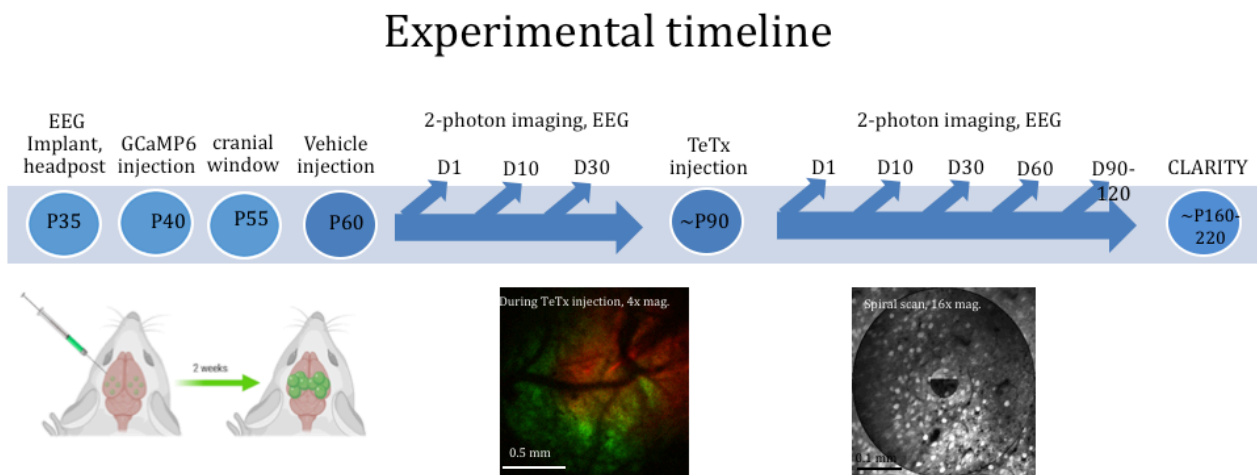 Experimental timeline
EEG
Implant,
headpost
GCaMP6
injection
cranial
window
Vehicle
injection
2-photon imaging, EEG
D1
D10
D30
TeTx
injection
2-photon imaging, EEG
D1
D10
D30
D60
D90-
120
CLARITY
P35
P40
P55
P60
~P90
~P160-
220
2 weeks
During TeTx injection, 4x mag.
0.5 mm
Spiral scan, 16x mag.
0.1 mm